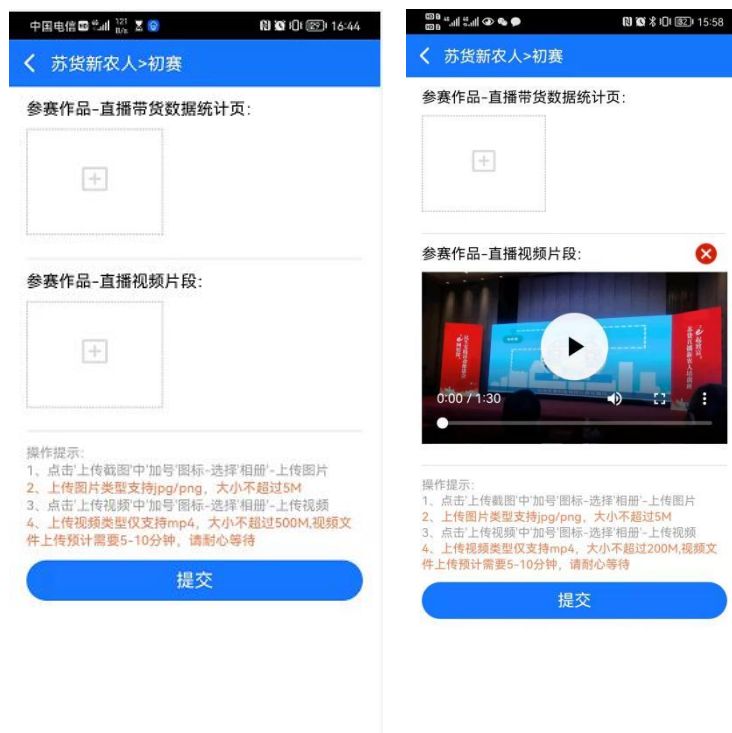 中国电信 HD 46 121 B/s 29 16:44
苏货新农人>初赛
参赛作品-直播带货数据统计页:
参赛作品-直播视频片段:
操作提示:
1、点击'上传截图'中'加号'图标-选择'相册'-上传图片
2、上传图片类型支持jpg/png，大小不超过5M
3、点击'上传视频'中'加号'图标-选择'相册'-上传视频
4、上传视频类型仅支持mp4，大小不超过500M,视频文
件上传预计需要5-10分钟，请耐心等待
提交
82 15:58
苏货新农人>初赛
参赛作品-直播带货数据统计页:
参赛作品-直播视频片段:
0:00 / 1:30
操作提示:
1、点击'上传截图'中'加号'图标-选择'相册'-上传图片
2、上传图片类型支持jpg/png，大小不超过5M
3、点击'上传视频'中'加号'图标-选择'相册'-上传视频
4、上传视频类型仅支持mp4，大小不超过200M,视频文
件上传预计需要5-10分钟，请耐心等待
提交